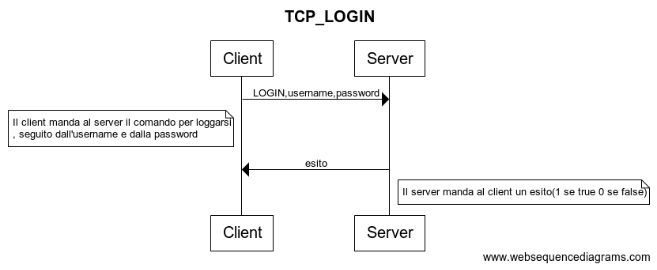 TCP_LOGIN
Client
Server
LOGIN,username,password
Il client manda al server il comando per loggarsi
, seguito dall'username e dalla password
esito
Il server manda al client un esito(1 se true 0 se false)
Client
Server
www.websequencediagrams.com